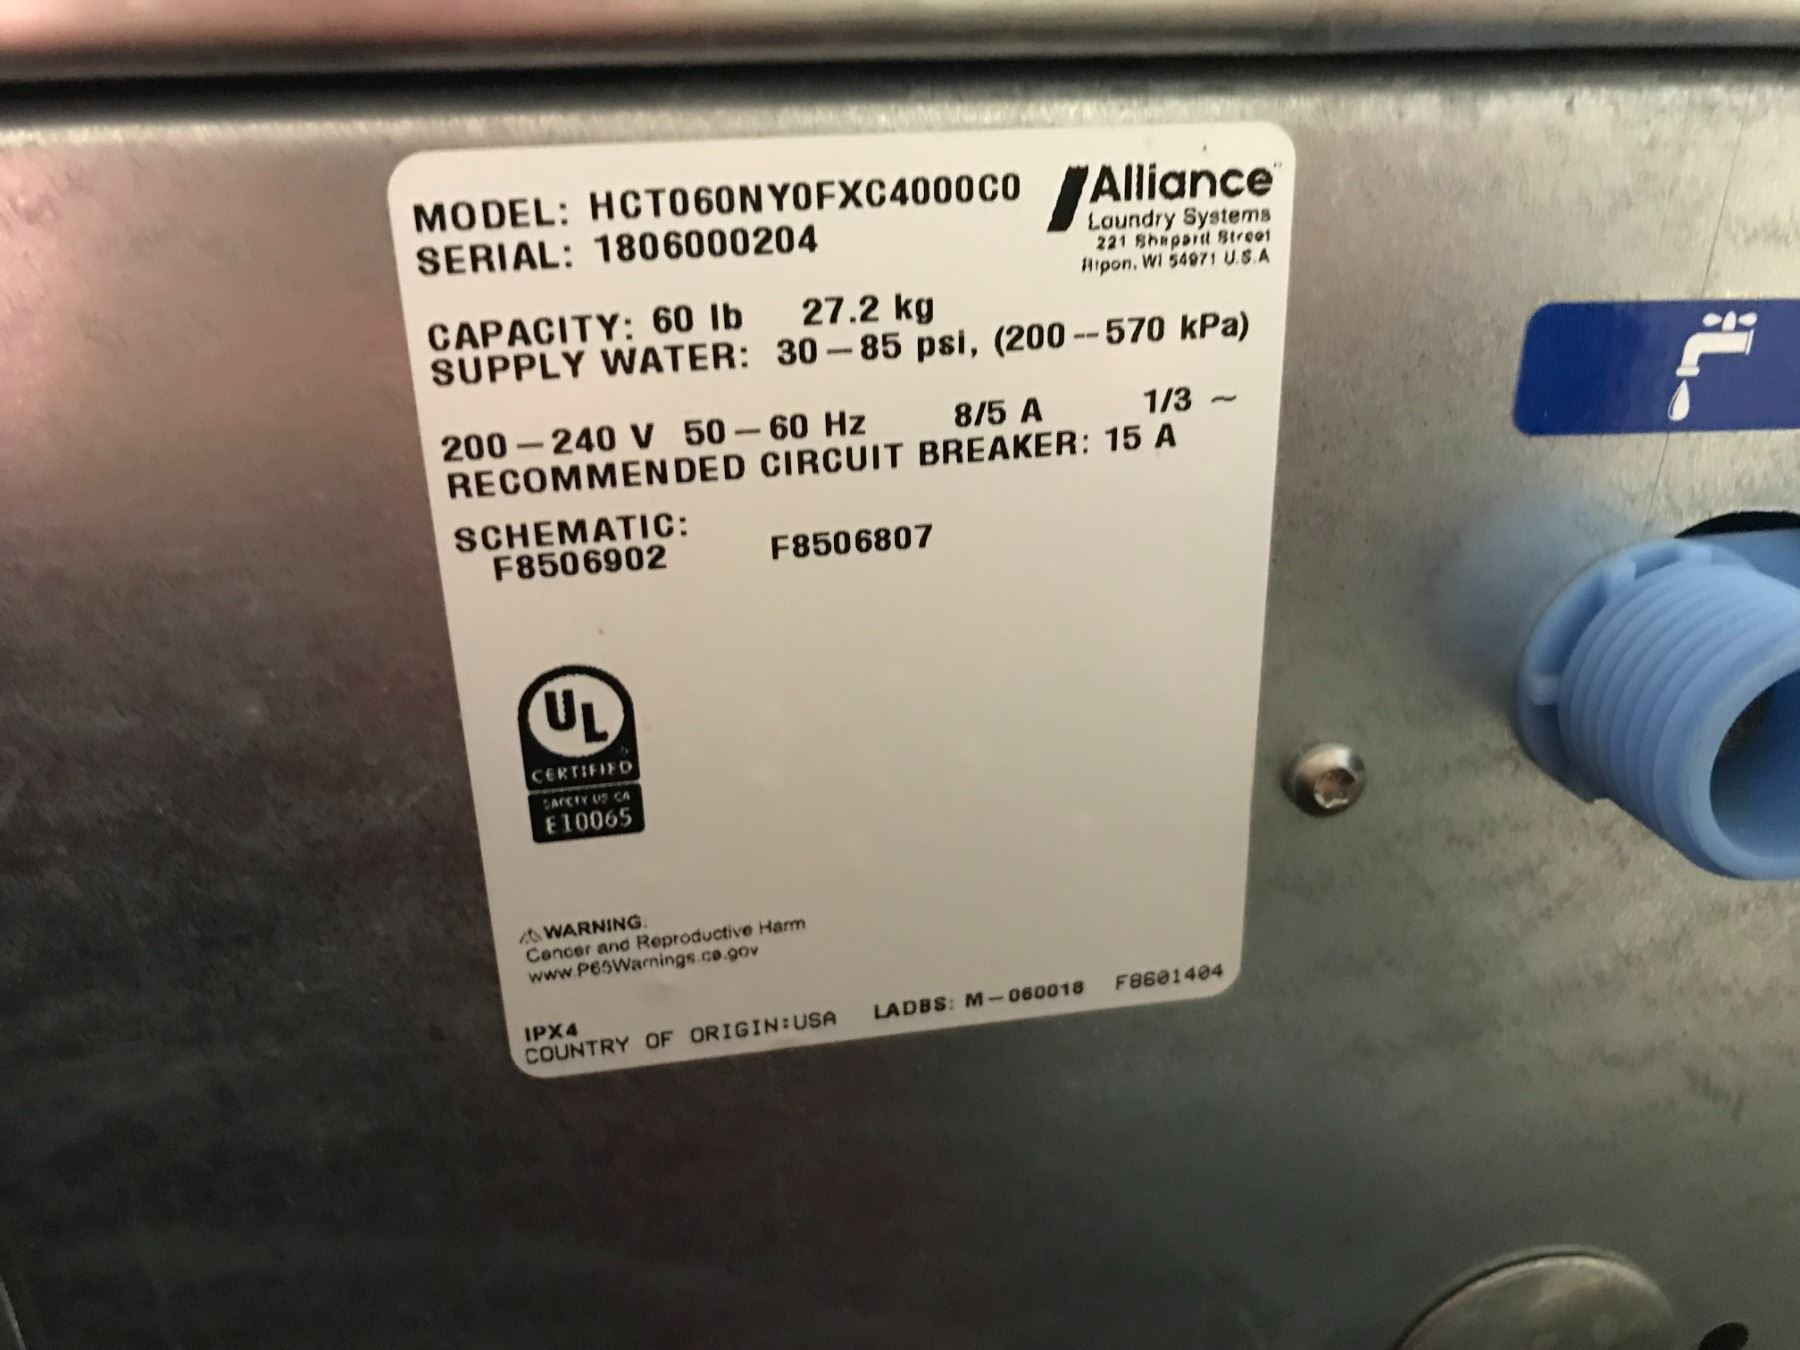 MODEL: HCT060NY0FXC4000C0
SERIAL: 1806000204
Alliance
Laundry Systems
221 Shepard Street
Ripon, WI 54971 U.S.A
CAPACITY: 60 lb 27.2 kg
SUPPLY WATER: 30–85 psi, (200–570 kPa)
200–240 V 50–60 Hz 8/5 A 1/3 ~
RECOMMENDED CIRCUIT BREAKER: 15 A
SCHEMATIC:
F8506902 F8506807
UL
CERTIFIED
SAFETY US CA
E10065
⚠ WARNING:
Cancer and Reproductive Harm
www.P65Warnings.ca.gov
IPX4
COUNTRY OF ORIGIN:USA LADBS: M–060018 F8601404